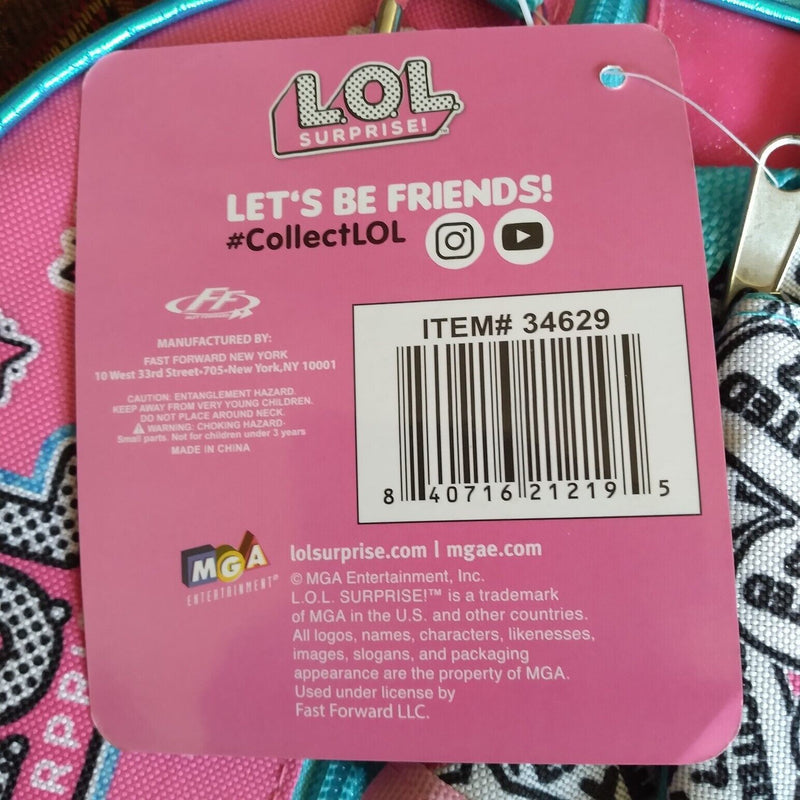 L.O.L.
SURPRISE!™
LET'S BE FRIENDS!
#CollectLOL
FF
FAST FORWARD
MANUFACTURED BY:
FAST FORWARD NEW YORK
10 West 33rd Street-705-New York,NY 10001
CAUTION: ENTANGLEMENT HAZARD.
KEEP AWAY FROM VERY YOUNG CHILDREN.
DO NOT PLACE AROUND NECK.
WARNING: CHOKING HAZARD-
Small parts. Not for children under 3 years
MADE IN CHINA
ITEM# 34629
8 40716 21219 5
MGA
ENTERTAINMENT
lolsurprise.com | mgae.com
© MGA Entertainment, Inc.
L.O.L. SURPRISE!™ is a trademark
of MGA in the U.S. and other countries.
All logos, names, characters, likenesses,
images, slogans, and packaging
appearance are the property of MGA.
Used under license by
Fast Forward LLC.